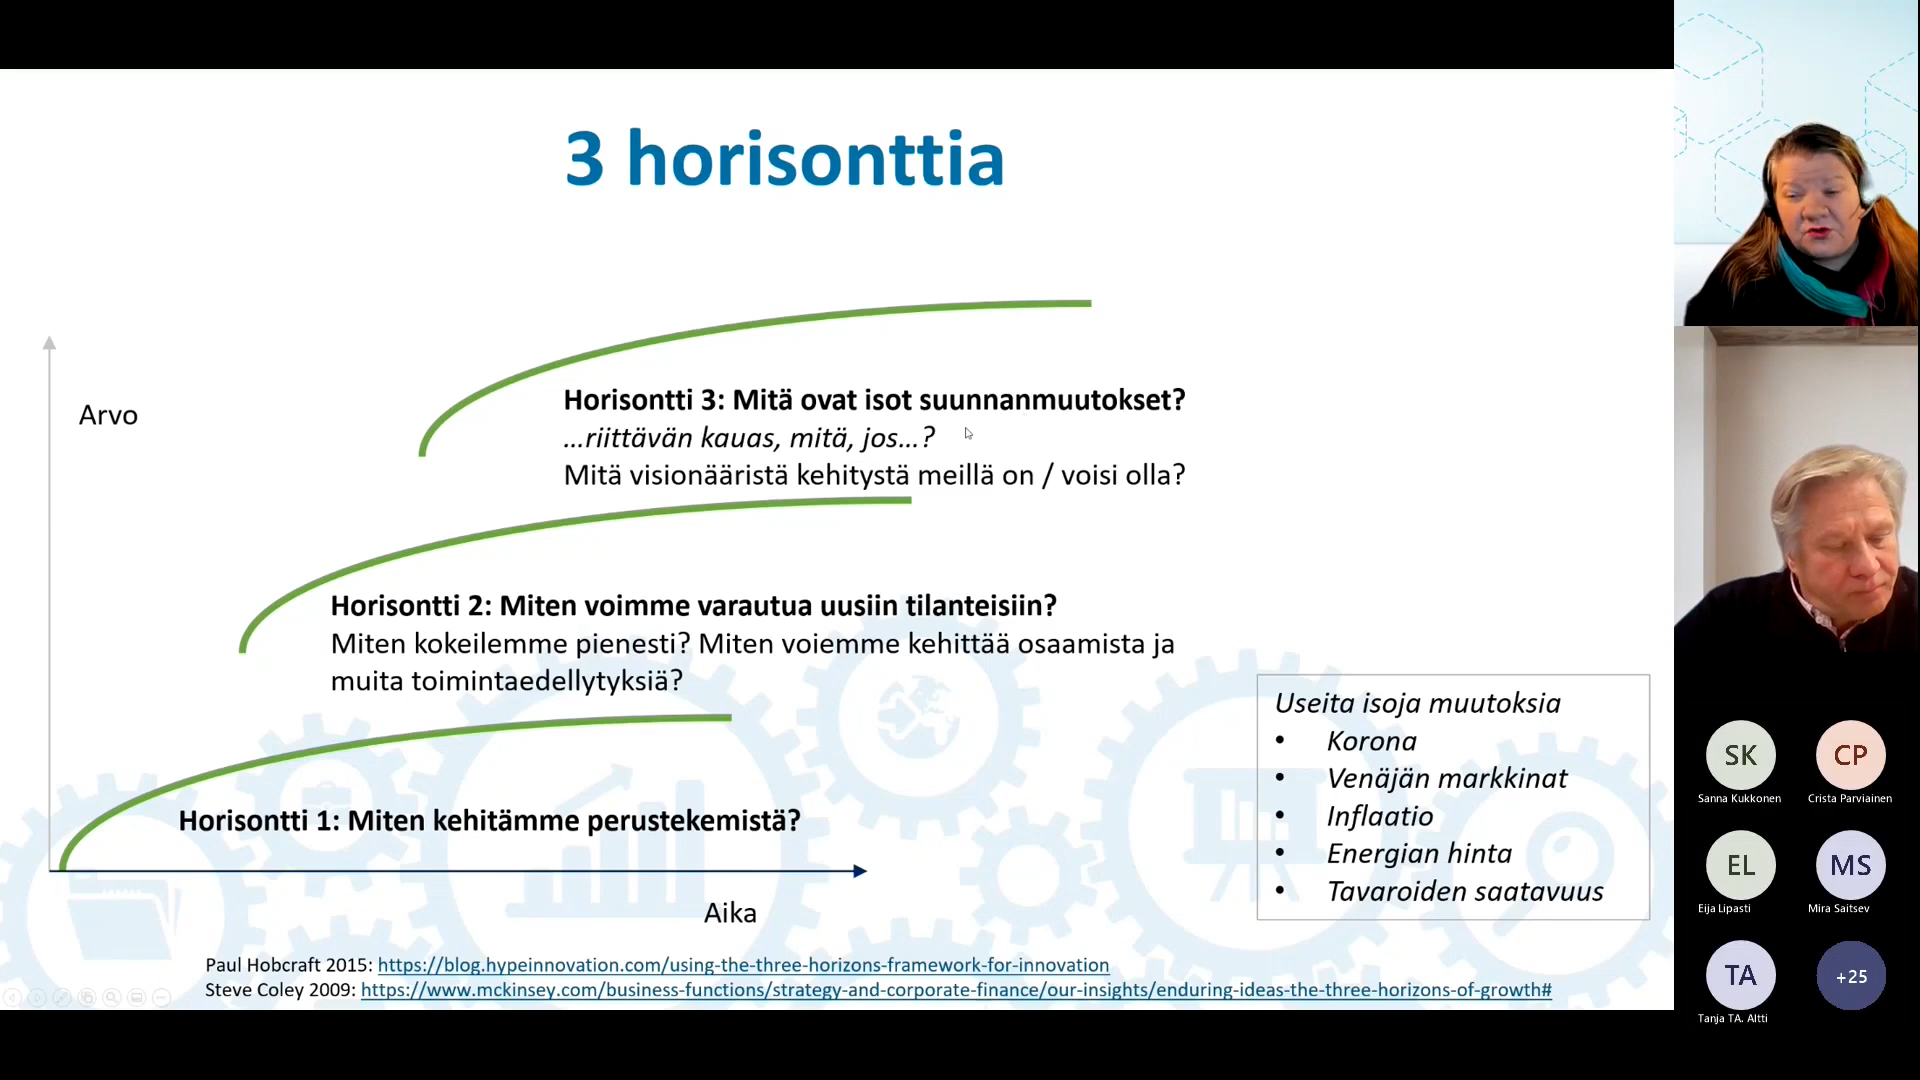 3 horisonttia
Arvo
Horisontti 3: Mitä ovat isot suunnanmuutokset?
...riittävän kauas, mitä, jos...?
Mitä visionääristä kehitystä meillä on / voisi olla?
Horisontti 2: Miten voimme varautua uusiin tilanteisiin?
Miten kokeilemme pienesti? Miten voiemme kehittää osaamista ja
muita toimintaedellytyksiä?
Horisontti 1: Miten kehitämme perustekemistä?
Aika
Useita isoja muutoksia
• Korona
• Venäjän markkinat
• Inflaatio
• Energian hinta
• Tavaroiden saatavuus
Paul Hobcraft 2015: https://blog.hypeinnovation.com/using-the-three-horizons-framework-for-innovation
Steve Coley 2009: https://www.mckinsey.com/business-functions/strategy-and-corporate-finance/our-insights/enduring-ideas-the-three-horizons-of-growth#
SK
Sanna Kukkonen
CP
Crista Parviainen
EL
Eija Lipasti
MS
Mira Saitsev
TA
Tanja TA. Altti
+25